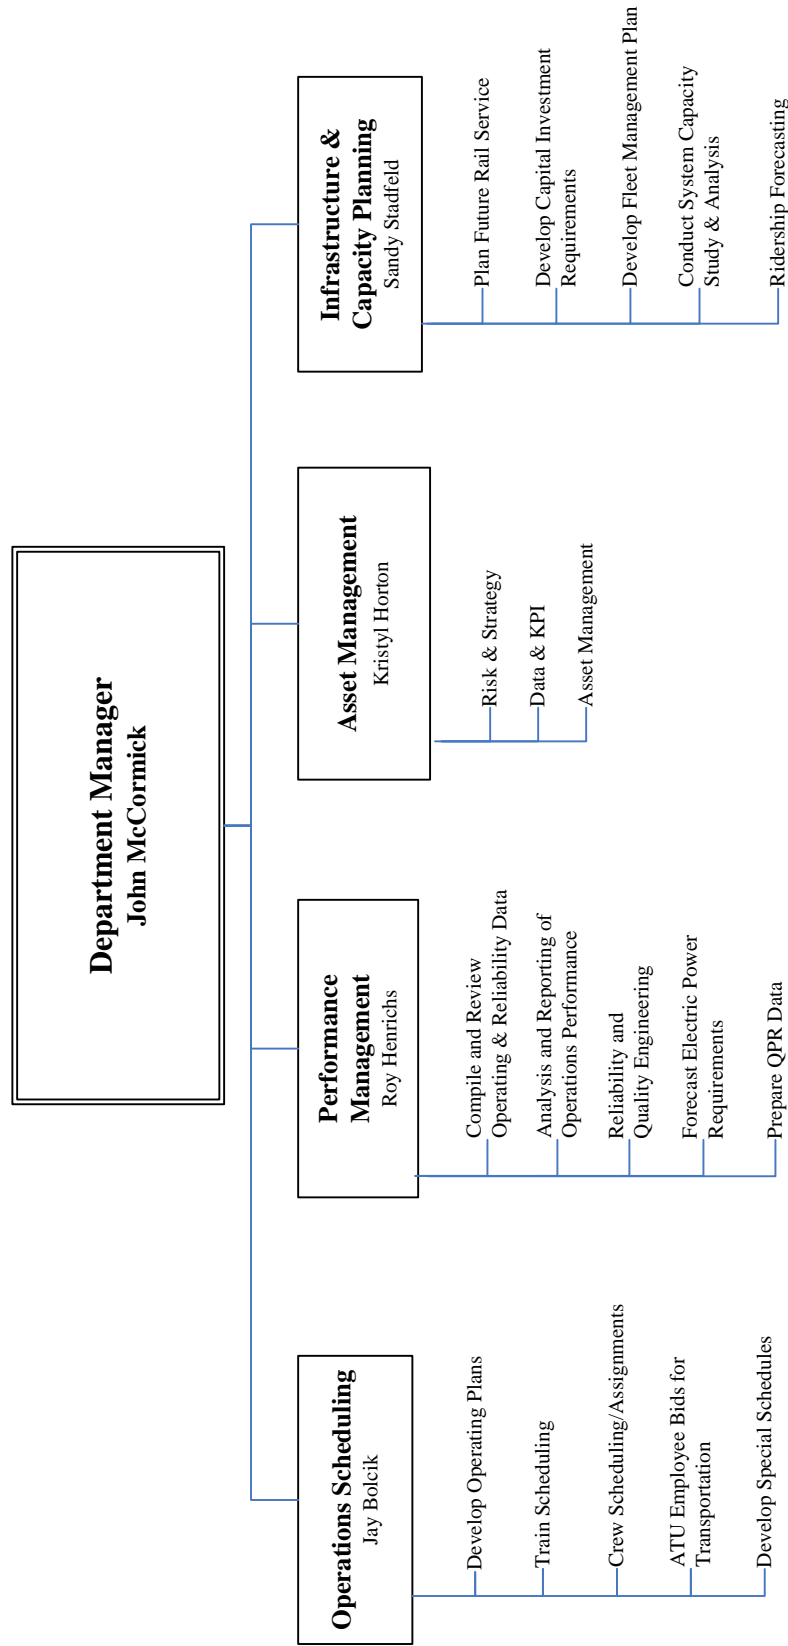 Department Manager
John McCormick
Operations Scheduling
Jay Bolcik
Develop Operating Plans
Train Scheduling
Crew Scheduling/Assignments
ATU Employee Bids for
Transportation
Develop Special Schedules
Performance
Management
Roy Henrichs
Compile and Review
Operating & Reliability Data
Analysis and Reporting of
Operations Performance
Reliability and
Quality Engineering
Forecast Electric Power
Requirements
Prepare QPR Data
Asset Management
Kristyl Horton
Risk & Strategy
Data & KPI
Asset Management
Infrastructure &
Capacity Planning
Sandy Stadfeld
Plan Future Rail Service
Develop Capital Investment
Requirements
Develop Fleet Management Plan
Conduct System Capacity
Study & Analysis
Ridership Forecasting